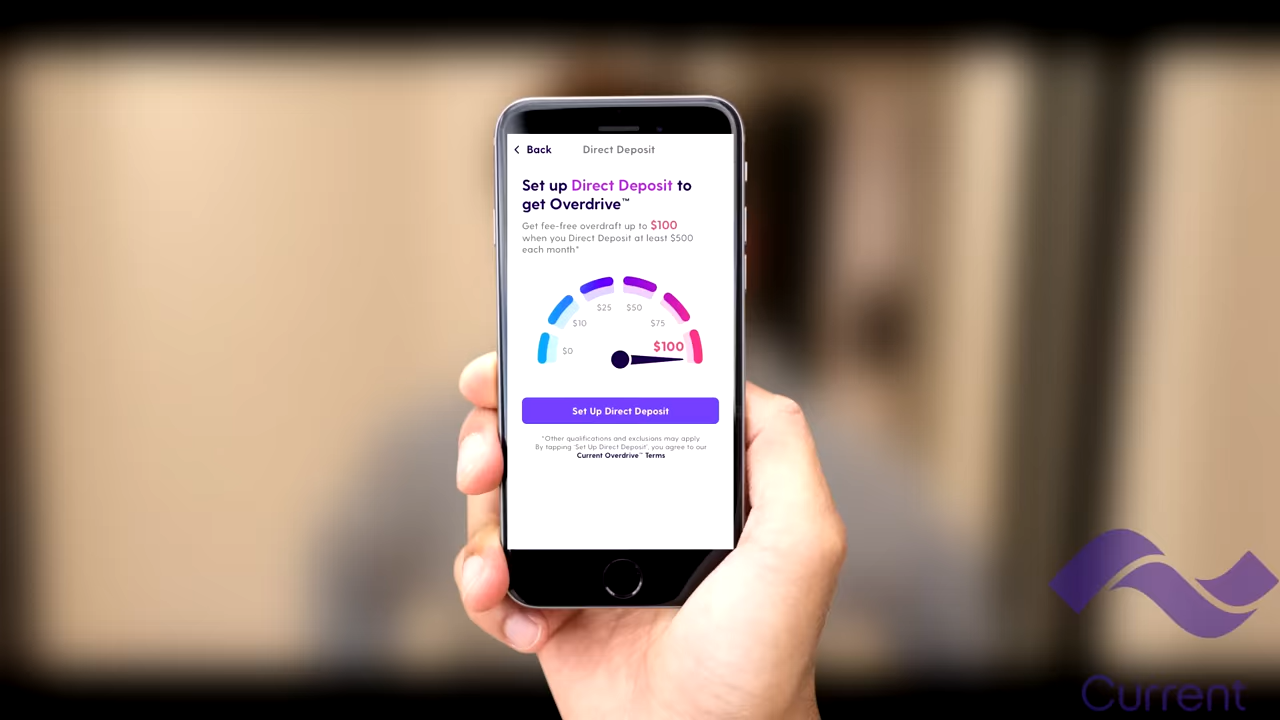 Back
Direct Deposit
Set up Direct Deposit to
get Overdrive™
Get fee-free overdraft up to $100
when you Direct Deposit at least $500
each month*
$25 $50
$10 $75
$0 $100
Set Up Direct Deposit
*Other qualifications and exclusions may apply
By tapping 'Set Up Direct Deposit', you agree to our
Current Overdrive™ Terms
Current